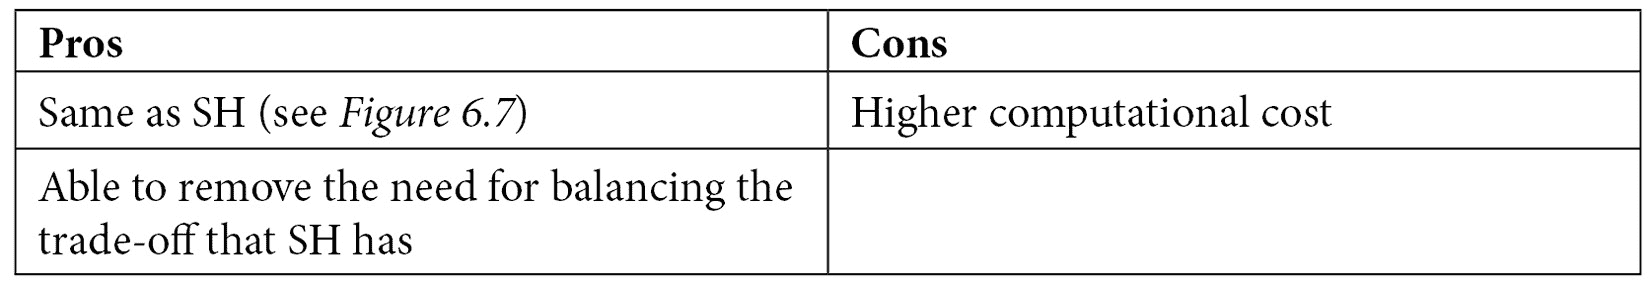 Pros
Cons
Same as SH (see Figure 6.7)
Higher computational cost
Able to remove the need for balancing the
trade-off that SH has